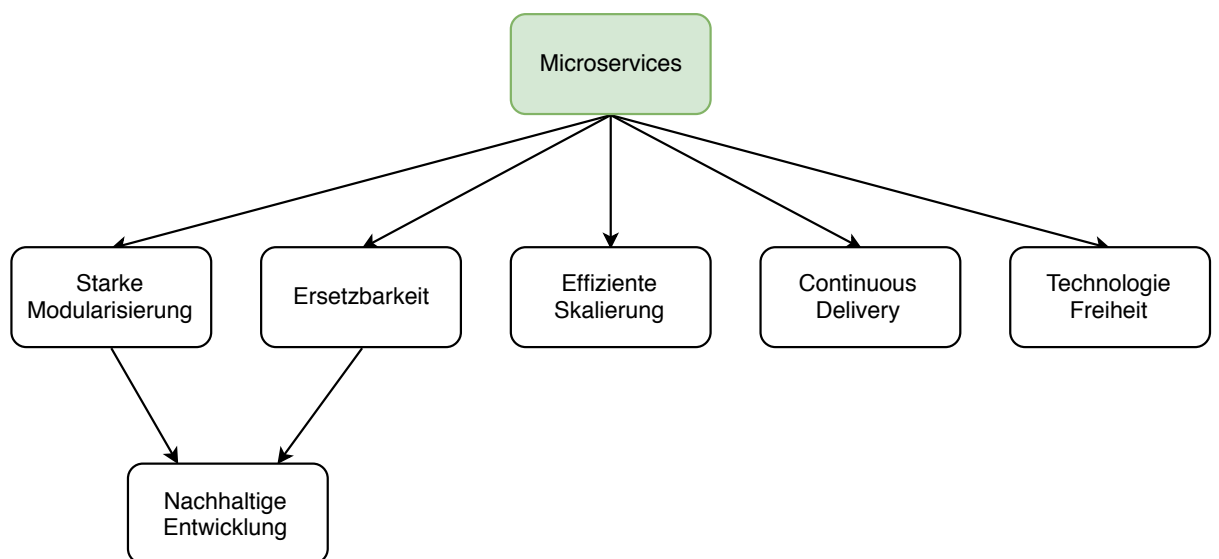 Microservices
Starke
Modularisierung
Ersetzbarkeit
Effiziente
Skalierung
Continuous
Delivery
Technologie
Freiheit
Nachhaltige
Entwicklung